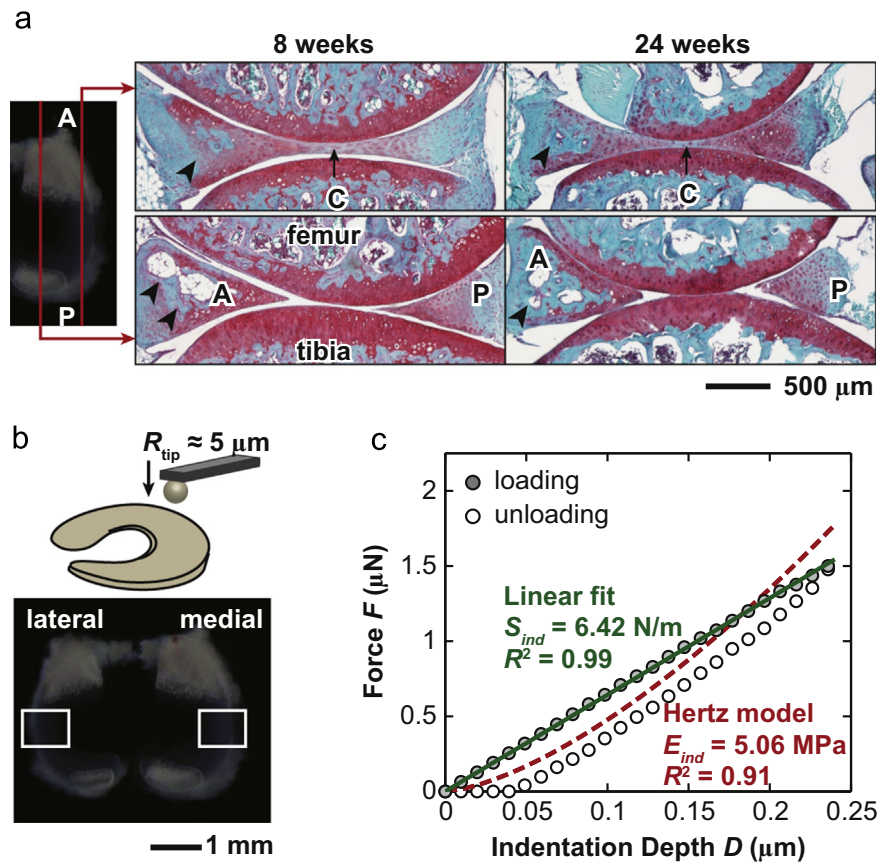 a
8 weeks
24 weeks
A
C
C
P
femur
A
P
A
P
tibia
500 μm
b
R_tip ≈ 5 μm
lateral
medial
1 mm
c
Force F (μN)
2
1.5
1
0.5
0
loading
unloading
Linear fit
S_ind = 6.42 N/m
R² = 0.99
Hertz model
E_ind = 5.06 MPa
R² = 0.91
0
0.05
0.1
0.15
0.2
0.25
Indentation Depth D (μm)